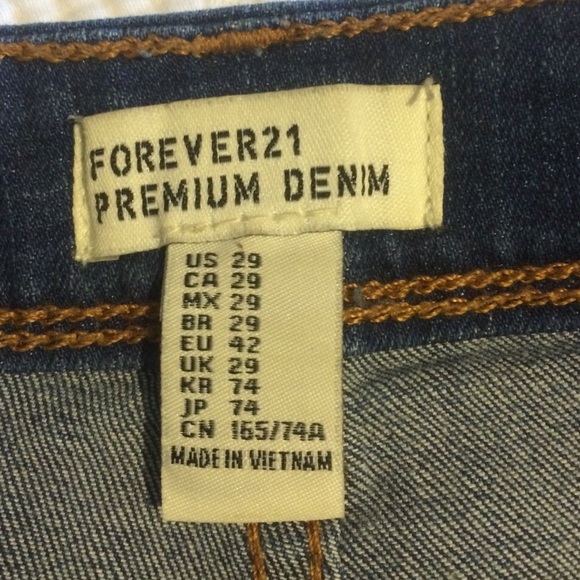 FOREVER21
PREMIUM DENIM
US 29
CA 29
MX 29
BR 29
EU 42
UK 29
KR 74
JP 74
CN 165/74A
MADE IN VIETNAM